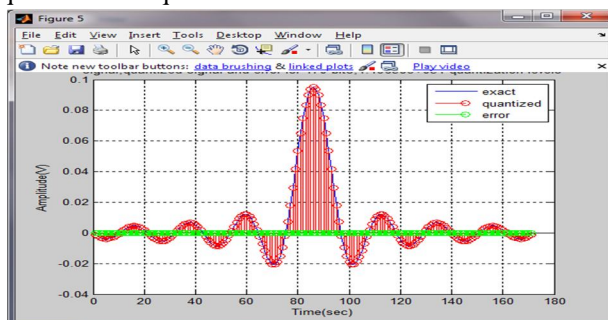 Figure 5
File Edit View Insert Tools Desktop Window Help
Note new toolbar buttons: data brushing & linked plots Play video
exact
quantized
error
Amplitude(V)
0.1
0.08
0.06
0.04
0.02
0
-0.02
-0.04
0 20 40 60 80 100 120 140 160 180
Time(sec)